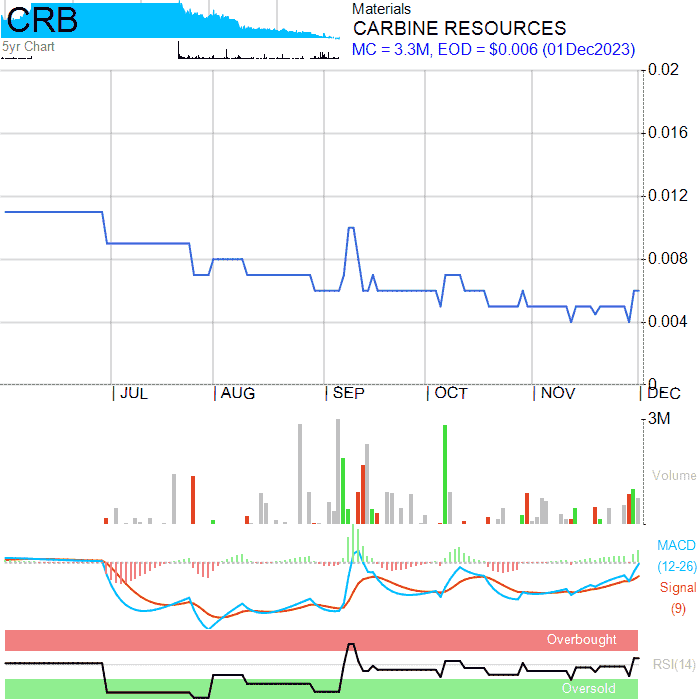 CRB
5yr Chart
Materials
CARBINE RESOURCES
MC = 3.3M, EOD = $0.006 (01Dec2023)
0.02
0.016
0.012
0.008
0.004
0
JUL AUG SEP OCT NOV DEC
3M
Volume
MACD
(12-26)
Signal
(9)
Overbought
RSI(14)
Oversold